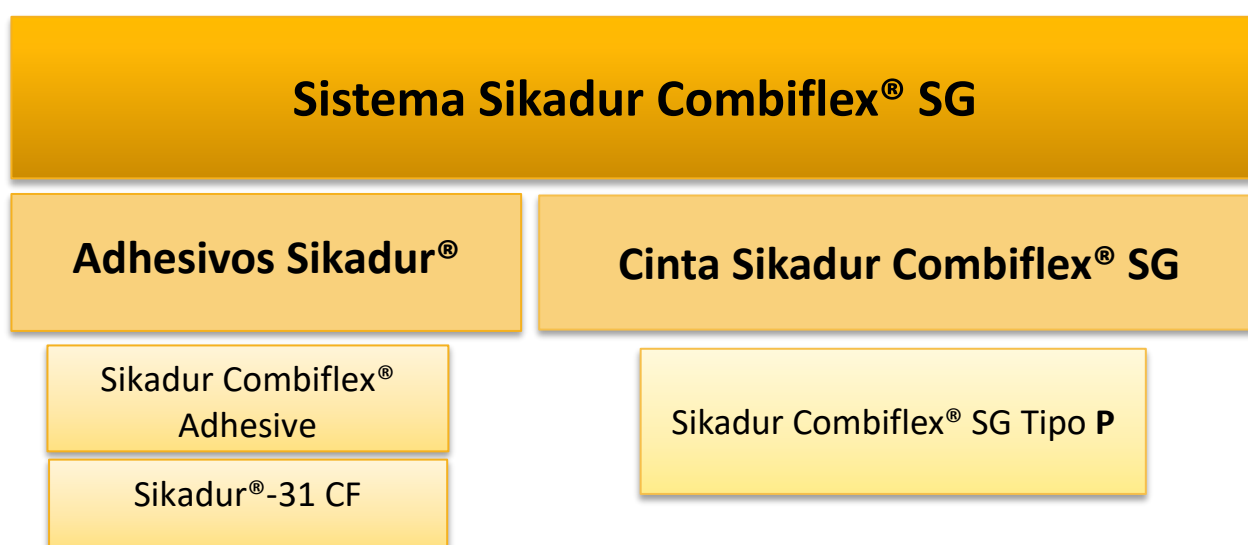 Sistema Sikadur Combiflex® SG
Adhesivos Sikadur®
Cinta Sikadur Combiflex® SG
Sikadur Combiflex®
Adhesive
Sikadur®-31 CF
Sikadur Combiflex® SG Tipo P